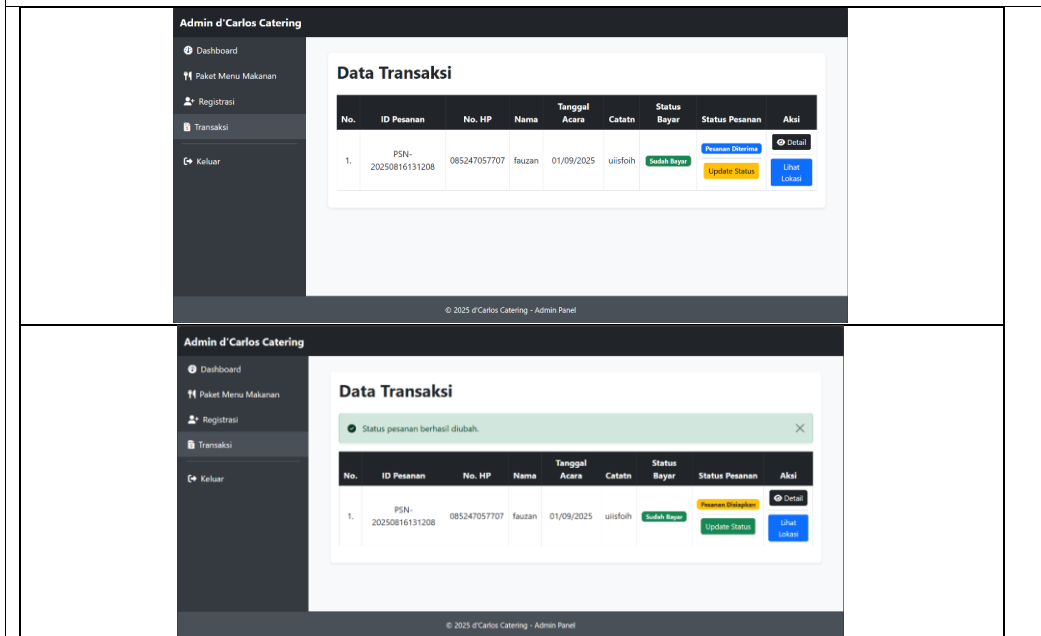 Admin d'Carlos Catering
Dashboard
Paket Menu Makanan
Registrasi
Transaksi
Keluar
Data Transaksi
No. ID Pesanan No. HP Nama Tanggal Acara Catatn Status Bayar Status Pesanan Aksi
1. PSN-20250816131208 085247057707 fauzan 01/09/2025 uiisfoih Sudah Bayar Pesanan Diterima Detail
Update Status Lihat Lokasi
© 2025 d'Carlos Catering - Admin Panel
Admin d'Carlos Catering
Dashboard
Paket Menu Makanan
Registrasi
Transaksi
Keluar
Data Transaksi
Status pesanan berhasil diubah.
No. ID Pesanan No. HP Nama Tanggal Acara Catatn Status Bayar Status Pesanan Aksi
1. PSN-20250816131208 085247057707 fauzan 01/09/2025 uiisfoih Sudah Bayar Pesanan Disiapkan Detail
Update Status Lihat Lokasi
© 2025 d'Carlos Catering - Admin Panel